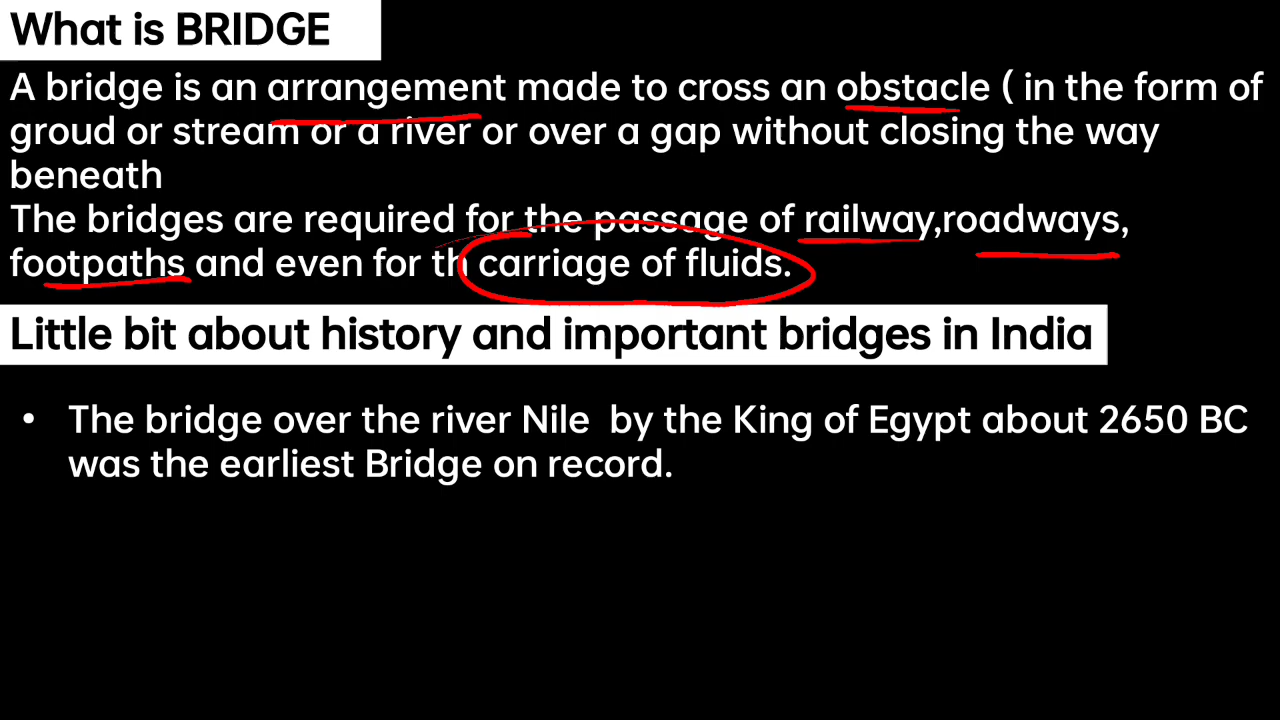 What is BRIDGE
A bridge is an arrangement made to cross an obstacle ( in the form of
groud or stream or a river or over a gap without closing the way
beneath
The bridges are required for the passage of railway,roadways,
footpaths and even for th carriage of fluids.
Little bit about history and important bridges in India
• The bridge over the river Nile by the King of Egypt about 2650 BC
was the earliest Bridge on record.